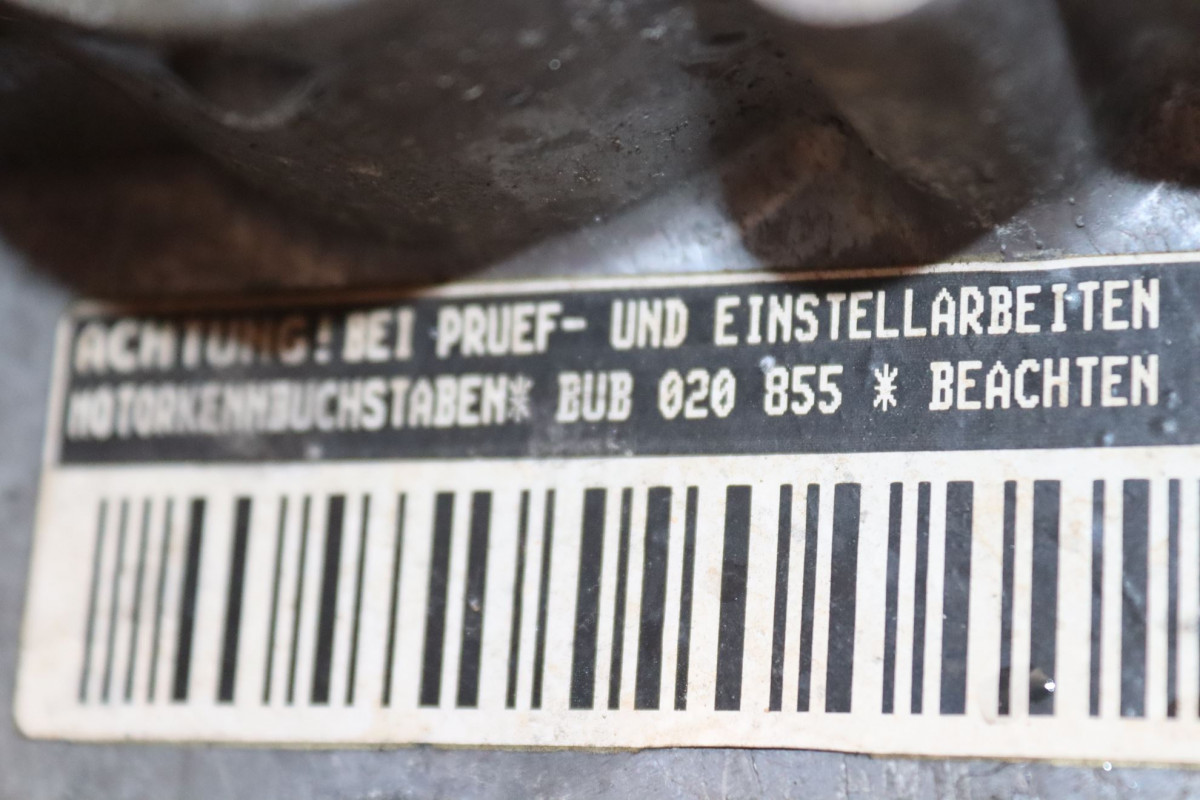 ACHTUNG! BEI PRUEF- UND EINSTELLARBEITEN
MOTORKENNBUCHSTABEN* BUB 020 855 * BEACHTEN